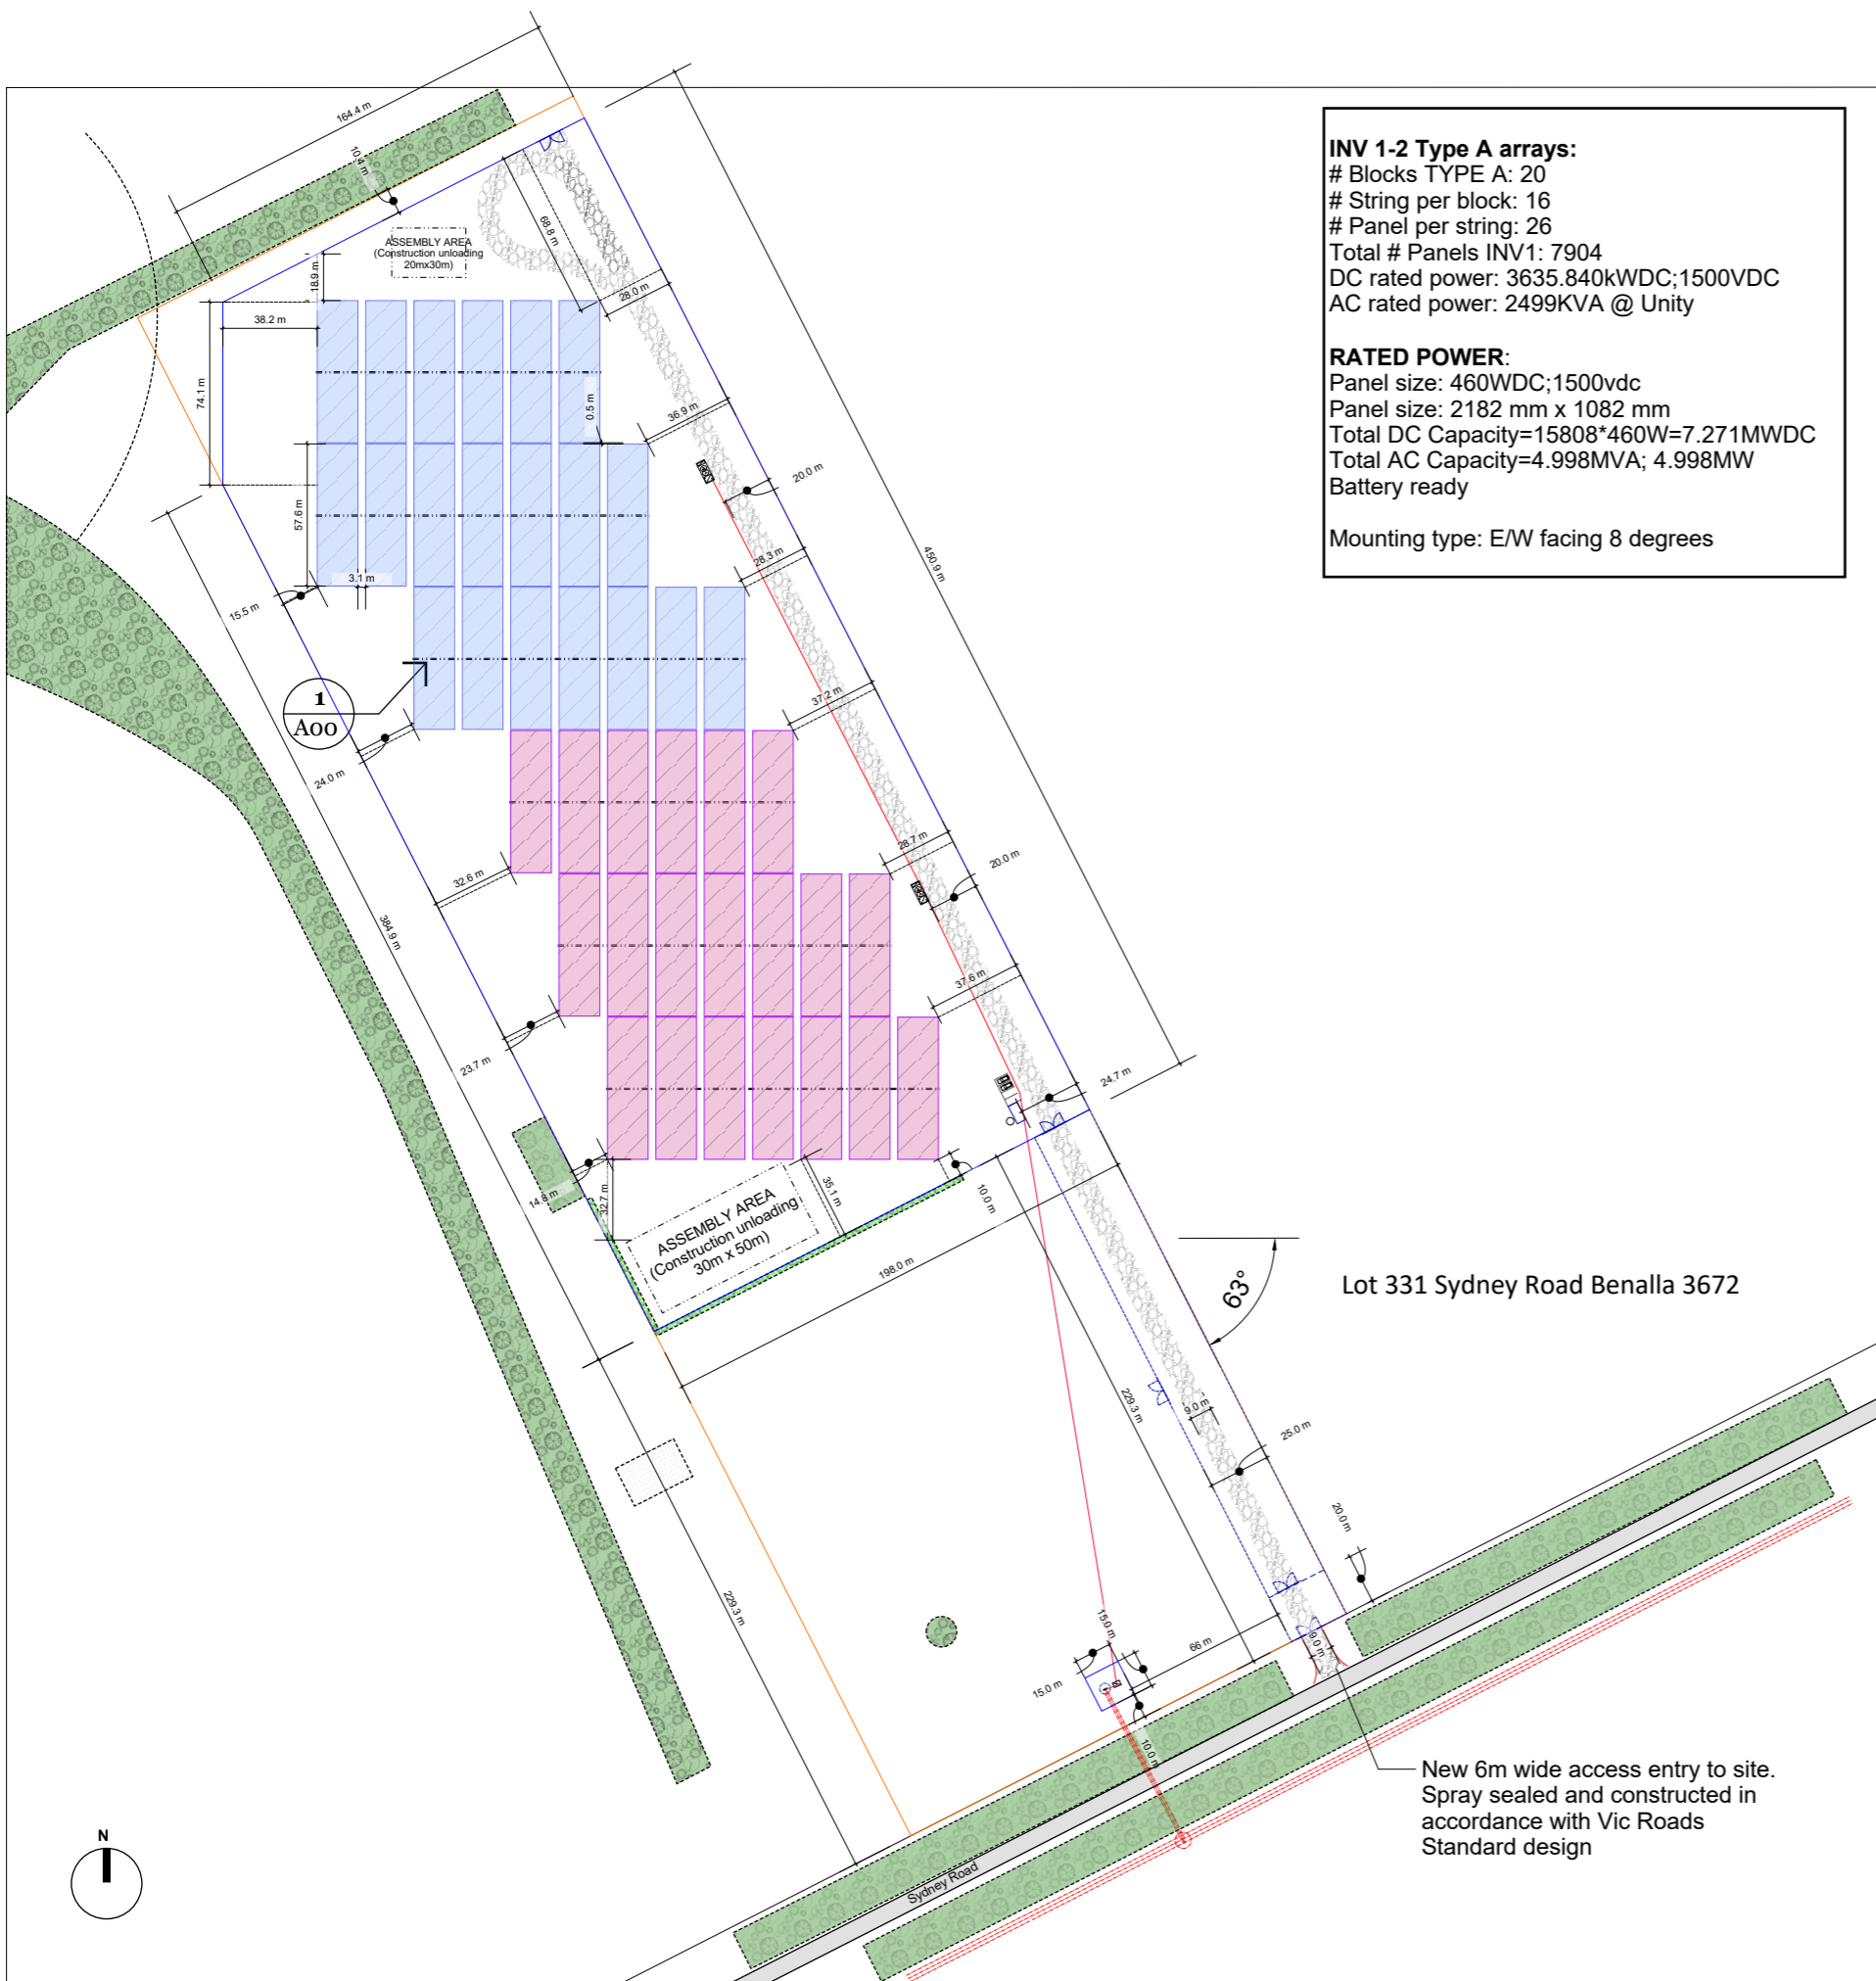 INV 1-2 Type A arrays:
# Blocks TYPE A: 20
# String per block: 16
# Panel per string: 26
Total # Panels INV1: 7904
DC rated power: 3635.840kWDC;1500VDC
AC rated power: 2499KVA @ Unity
RATED POWER:
Panel size: 460WDC;1500vdc
Panel size: 2182 mm x 1082 mm
Total DC Capacity=15808*460W=7.271MWDC
Total AC Capacity=4.998MVA; 4.998MW
Battery ready
Mounting type: E/W facing 8 degrees
164.4 m
10.4 m
ASSEMBLY AREA
(Construction unloading
20mx30m)
68.8 m
18.9 m
28.0 m
38.2 m
74.1 m
0.5 m
36.9 m
20.0 m
57.6 m
450.9 m
28.3 m
3.1 m
15.5 m
37.2 m
1
A00
24.0 m
28.7 m
20.0 m
32.6 m
384.9 m
37.6 m
23.7 m
24.7 m
14.8 m
32.7 m
35.1 m
10.0 m
ASSEMBLY AREA
(Construction unloading
30m x 50m)
198.0 m
63°
Lot 331 Sydney Road Benalla 3672
229.3 m
9.0 m
25.0 m
20.0 m
229.3 m
15.0 m
66 m
9.0 m
15.0 m
10.0 m
New 6m wide access entry to site.
Spray sealed and constructed in
accordance with Vic Roads
Standard design
Sydney Road
N